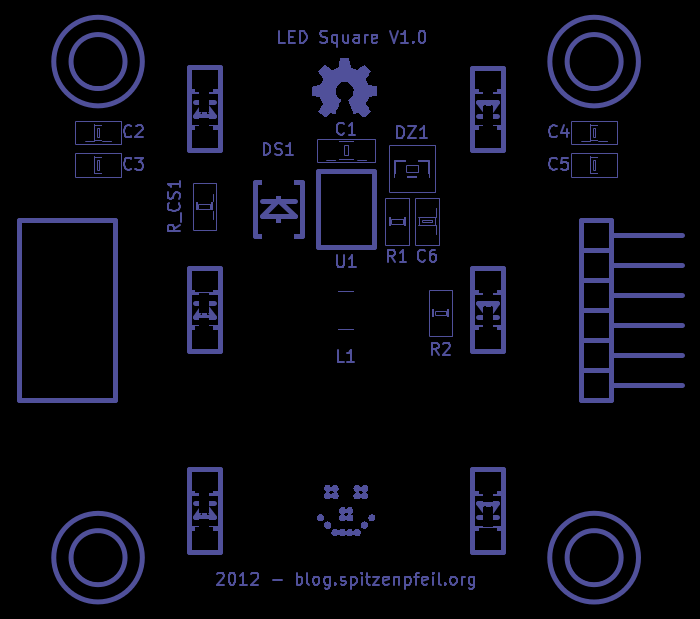 LED Square V1.0
C1
DZ1
C2
C4
DS1
C3
C5
R_CS1
U1
R1
C6
L1
R2
2012 — blog.spitzenpfeil.org